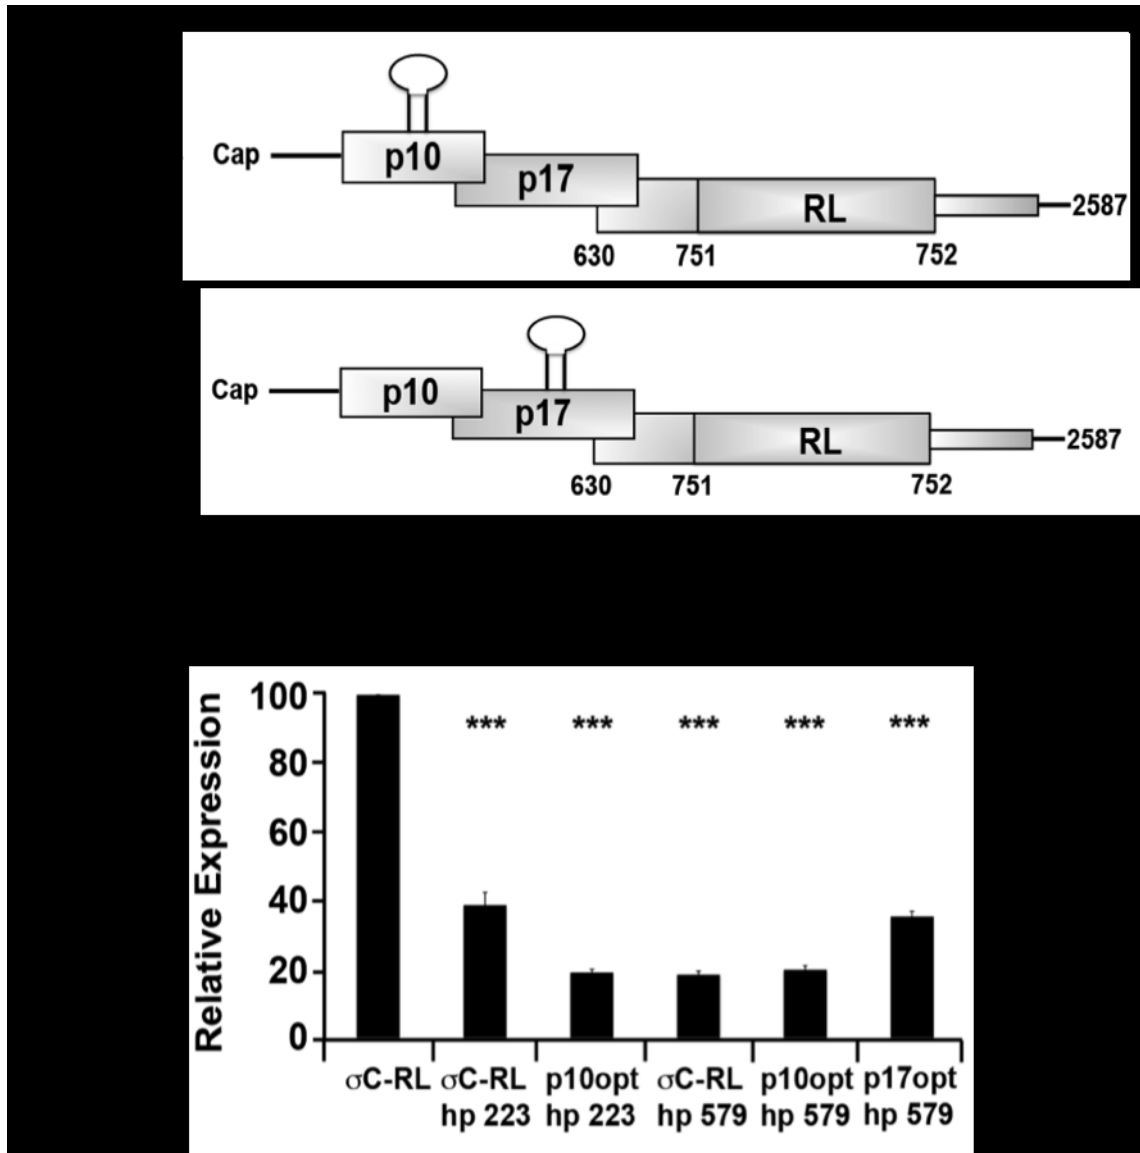 p10
Cap
p17
RL
2587
630 751 752
p10
Cap
p17
RL
2587
630 751 752
Relative Expression
100
80
60
40
20
0
*** *** *** *** ***
σC-RL σC-RL p10opt σC-RL p10opt p17opt
hp 223 hp 223 hp 579 hp 579 hp 579